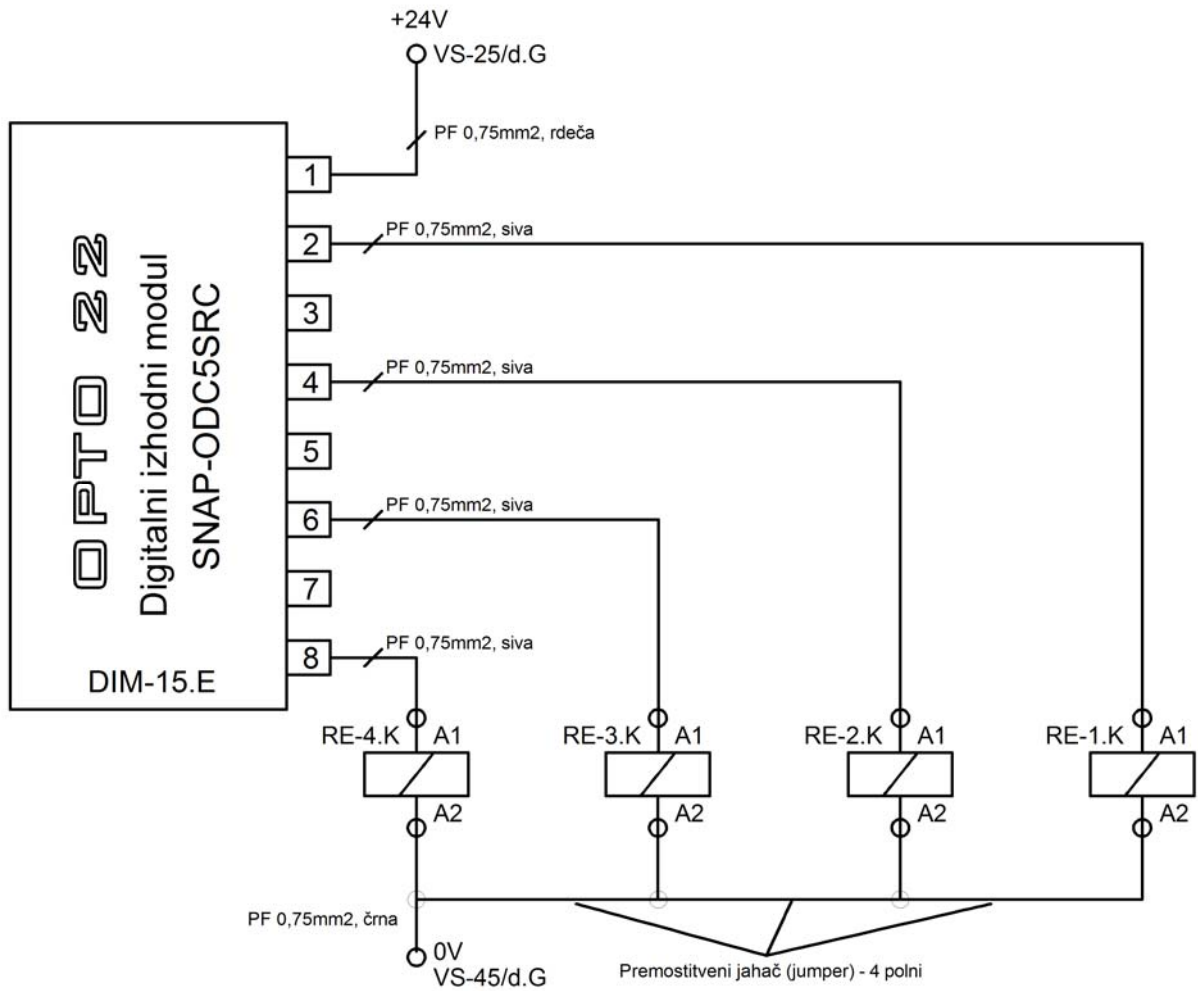 +24V
VS-25/d.G
PF 0,75mm2, rdeča
1
PF 0,75mm2, siva
2
3
PF 0,75mm2, siva
4
5
PF 0,75mm2, siva
6
7
PF 0,75mm2, siva
8
OPTO 22
Digitalni izhodni modul
SNAP-ODC5SRC
DIM-15.E
RE-4.K A1
RE-3.K A1
RE-2.K A1
RE-1.K A1
A2
A2
A2
A2
PF 0,75mm2, črna
0V
VS-45/d.G
Premostitveni jahač (jumper) - 4 polni